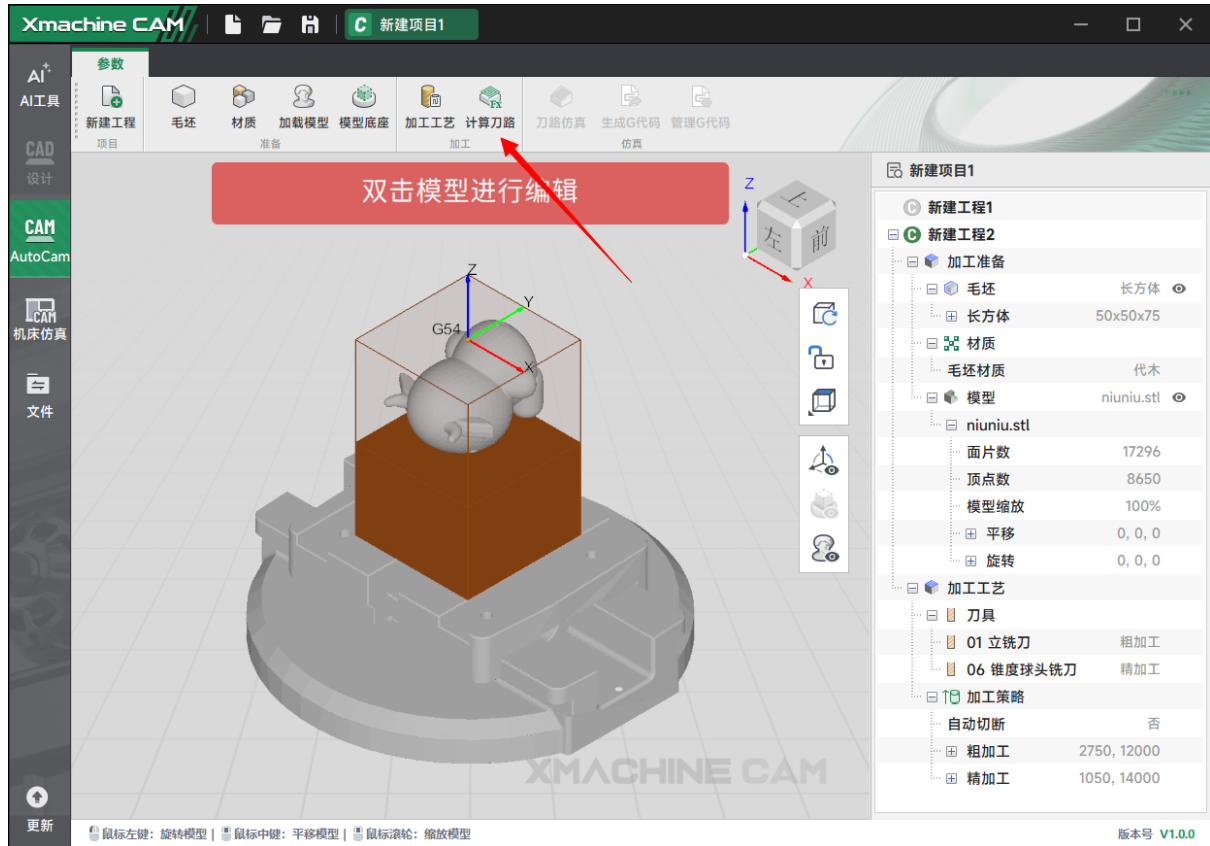 Xmachine CAM
C 新建项目1
参数
AI工具
新建工程 毛坯 材质 加载模型 模型底座 加工工艺 计算刀路 刀路仿真 生成G代码 管理G代码
项目 准备 加工 仿真
CAD
设计
CAM
AutoCam
CAM
机床仿真
文件
更新
双击模型进行编辑
Z
上
左 前
X
Z
Y
G54
X
XMACHINE CAM
新建项目1
C 新建工程1
C 新建工程2
加工准备
毛坯 长方体
长方体 50x50x75
材质
毛坯材质 代木
模型 niuniu.stl
niuniu.stl
面片数 17296
顶点数 8650
模型缩放 100%
平移 0, 0, 0
旋转 0, 0, 0
加工工艺
刀具
01 立铣刀 粗加工
06 锥度球头铣刀 精加工
加工策略
自动切断 否
粗加工 2750, 12000
精加工 1050, 14000
鼠标左键：旋转模型 | 鼠标中键：平移模型 | 鼠标滚轮：缩放模型
版本号 V1.0.0